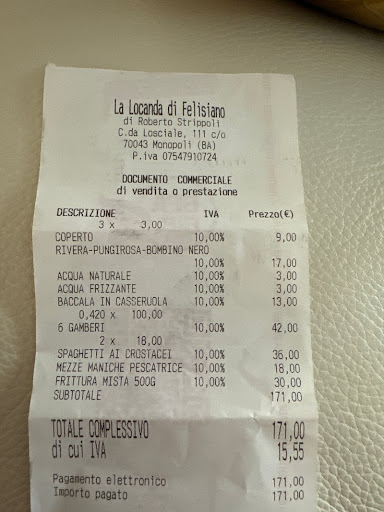 La Locanda di Felisiano
di Roberto Strippoli
C.da Losciale, 111 c/o
70043 Monopoli (BA)
P.iva 07547910724
DOCUMENTO COMMERCIALE
di vendita o prestazione
DESCRIZIONE IVA Prezzo(€)
3 x 3,00
COPERTO 10,00% 9,00
RIVERA-PUNGIROSA-BOMBINO NERO
10,00% 17,00
ACQUA NATURALE 10,00% 3,00
ACQUA FRIZZANTE 10,00% 3,00
BACCALA IN CASSERUOLA 10,00% 13,00
0,420 x 100,00
6 GAMBERI 10,00% 42,00
2 x 18,00
SPAGHETTI AI CROSTACEI 10,00% 36,00
MEZZE MANICHE PESCATRICE 10,00% 18,00
FRITTURA MISTA 500G 10,00% 30,00
SUBTOTALE 171,00
TOTALE COMPLESSIVO 171,00
di cui IVA 15,55
Pagamento elettronico 171,00
Importo pagato 171,00